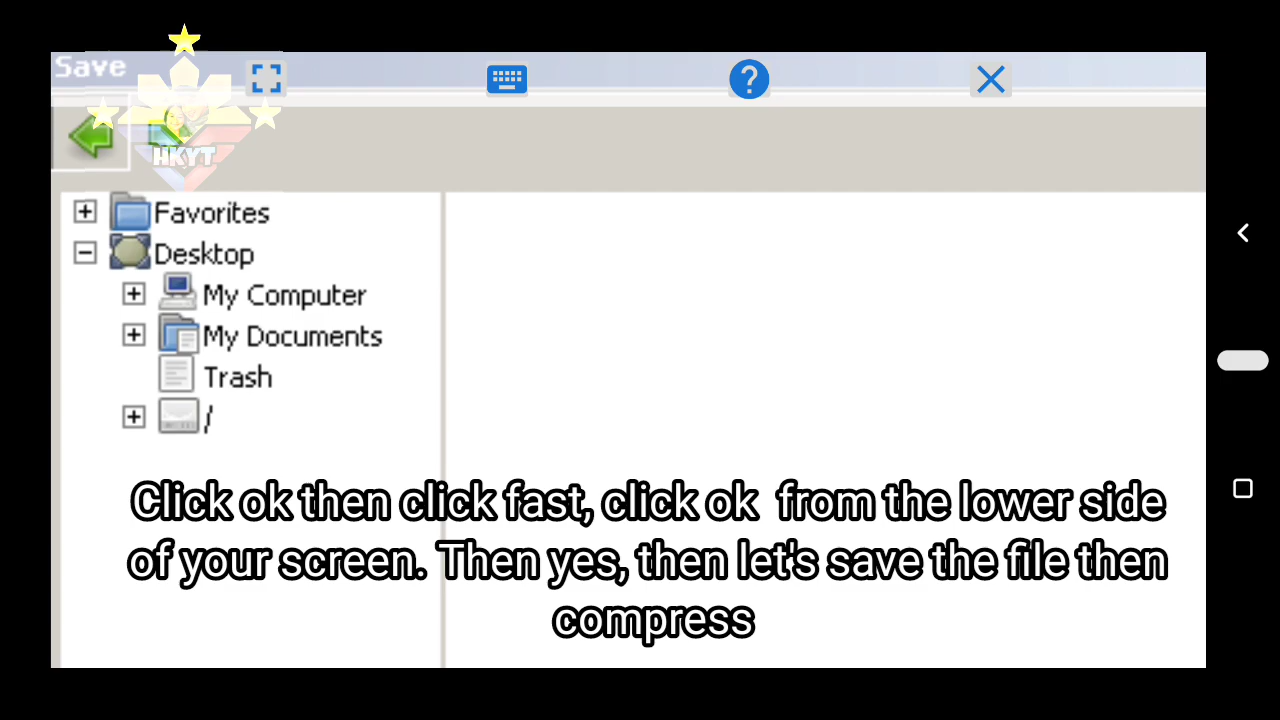 Save
HKYT
Favorites
Desktop
My Computer
My Documents
Trash
/
Click ok then click fast, click ok from the lower side
of your screen. Then yes, then let's save the file then
compress